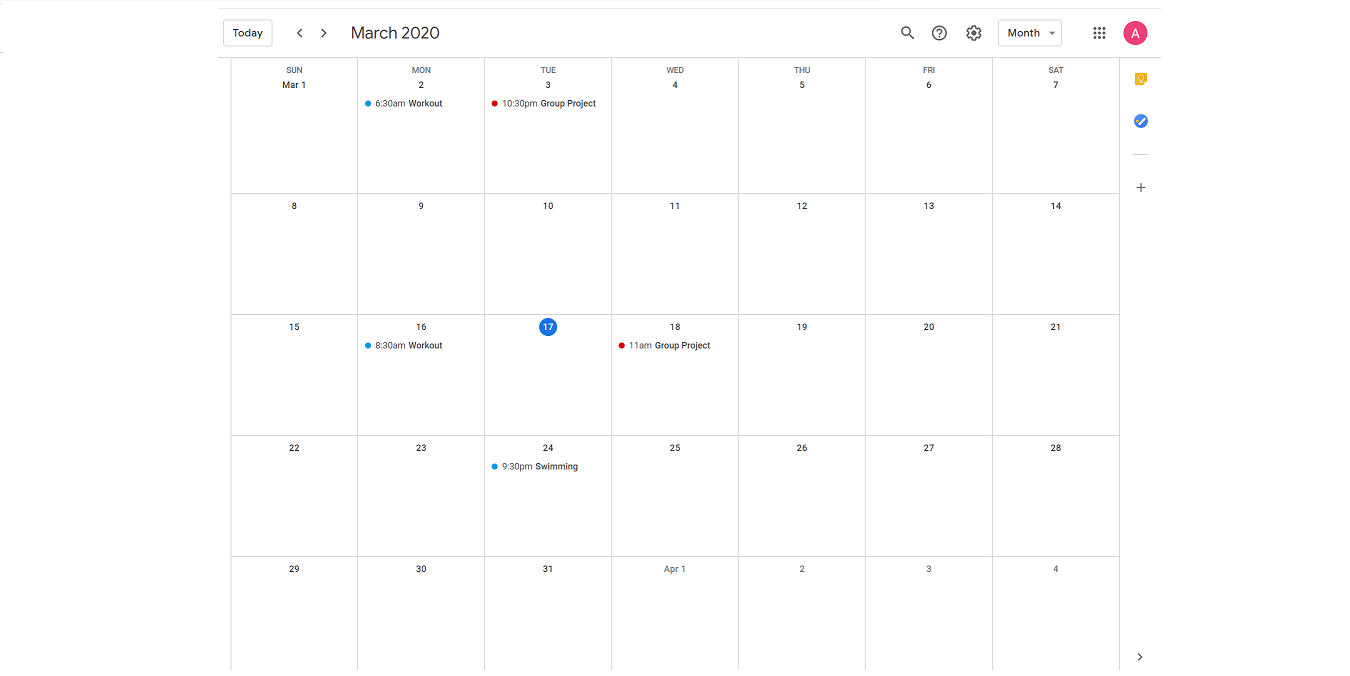 Today
March 2020
Month
A
SUN MON TUE WED THU FRI SAT
Mar 1 2 3 4 5 6 7
6:30am Workout
10:30pm Group Project
8 9 10 11 12 13 14
15 16 17 18 19 20 21
8:30am Workout
11am Group Project
22 23 24 25 26 27 28
9:30pm Swimming
29 30 31 Apr 1 2 3 4